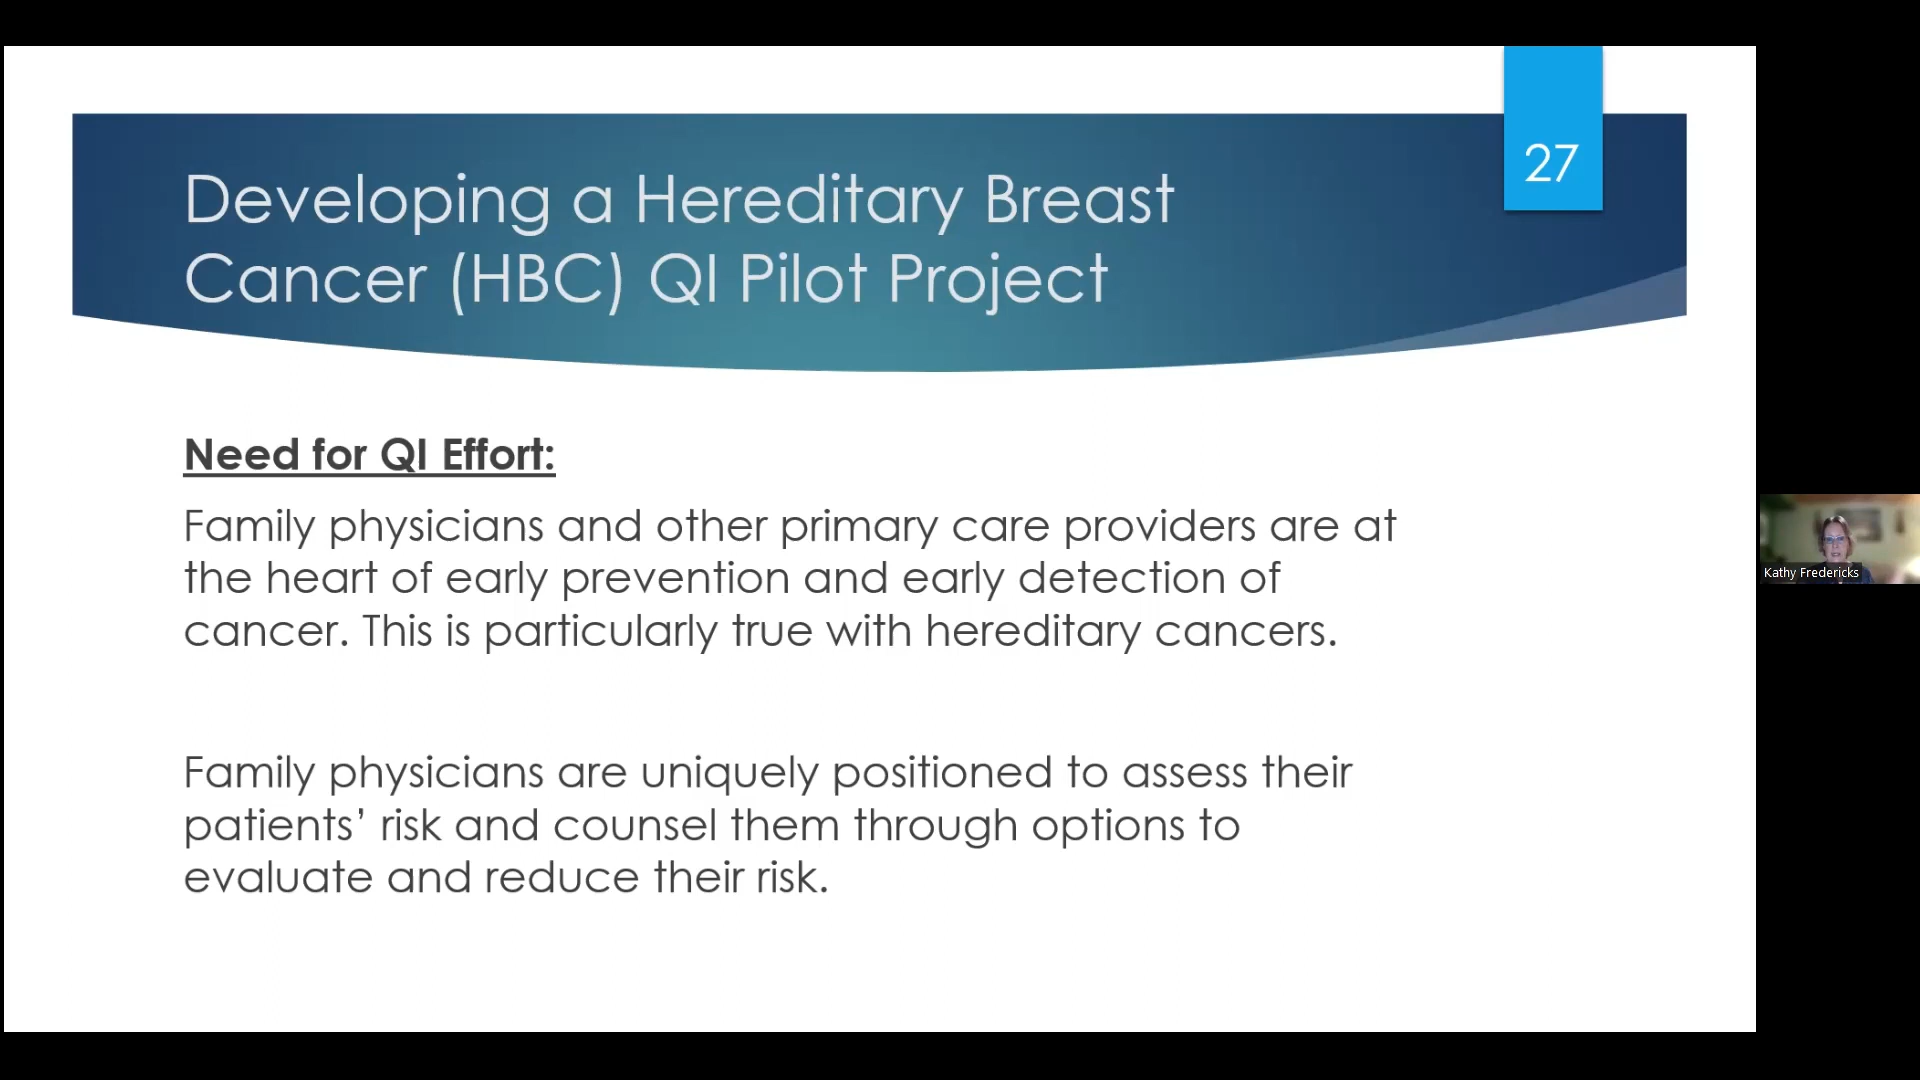 27
Developing a Hereditary Breast
Cancer (HBC) QI Pilot Project
Need for QI Effort:
Family physicians and other primary care providers are at
the heart of early prevention and early detection of
cancer. This is particularly true with hereditary cancers.
Family physicians are uniquely positioned to assess their
patients’ risk and counsel them through options to
evaluate and reduce their risk.
Kathy Fredericks